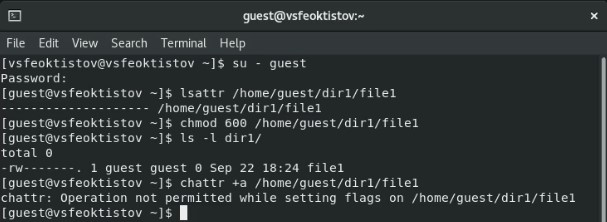 guest@vsfeoktistov:~
File Edit View Search Terminal Help
[vsfeoktistov@vsfeoktistov ~]$ su - guest
Password:
[guest@vsfeoktistov ~]$ lsattr /home/guest/dir1/file1
-------------------- /home/guest/dir1/file1
[guest@vsfeoktistov ~]$ chmod 600 /home/guest/dir1/file1
[guest@vsfeoktistov ~]$ ls -l dir1/
total 0
-rw-------. 1 guest guest 0 Sep 22 18:24 file1
[guest@vsfeoktistov ~]$ chattr +a /home/guest/dir1/file1
chattr: Operation not permitted while setting flags on /home/guest/dir1/file1
[guest@vsfeoktistov ~]$